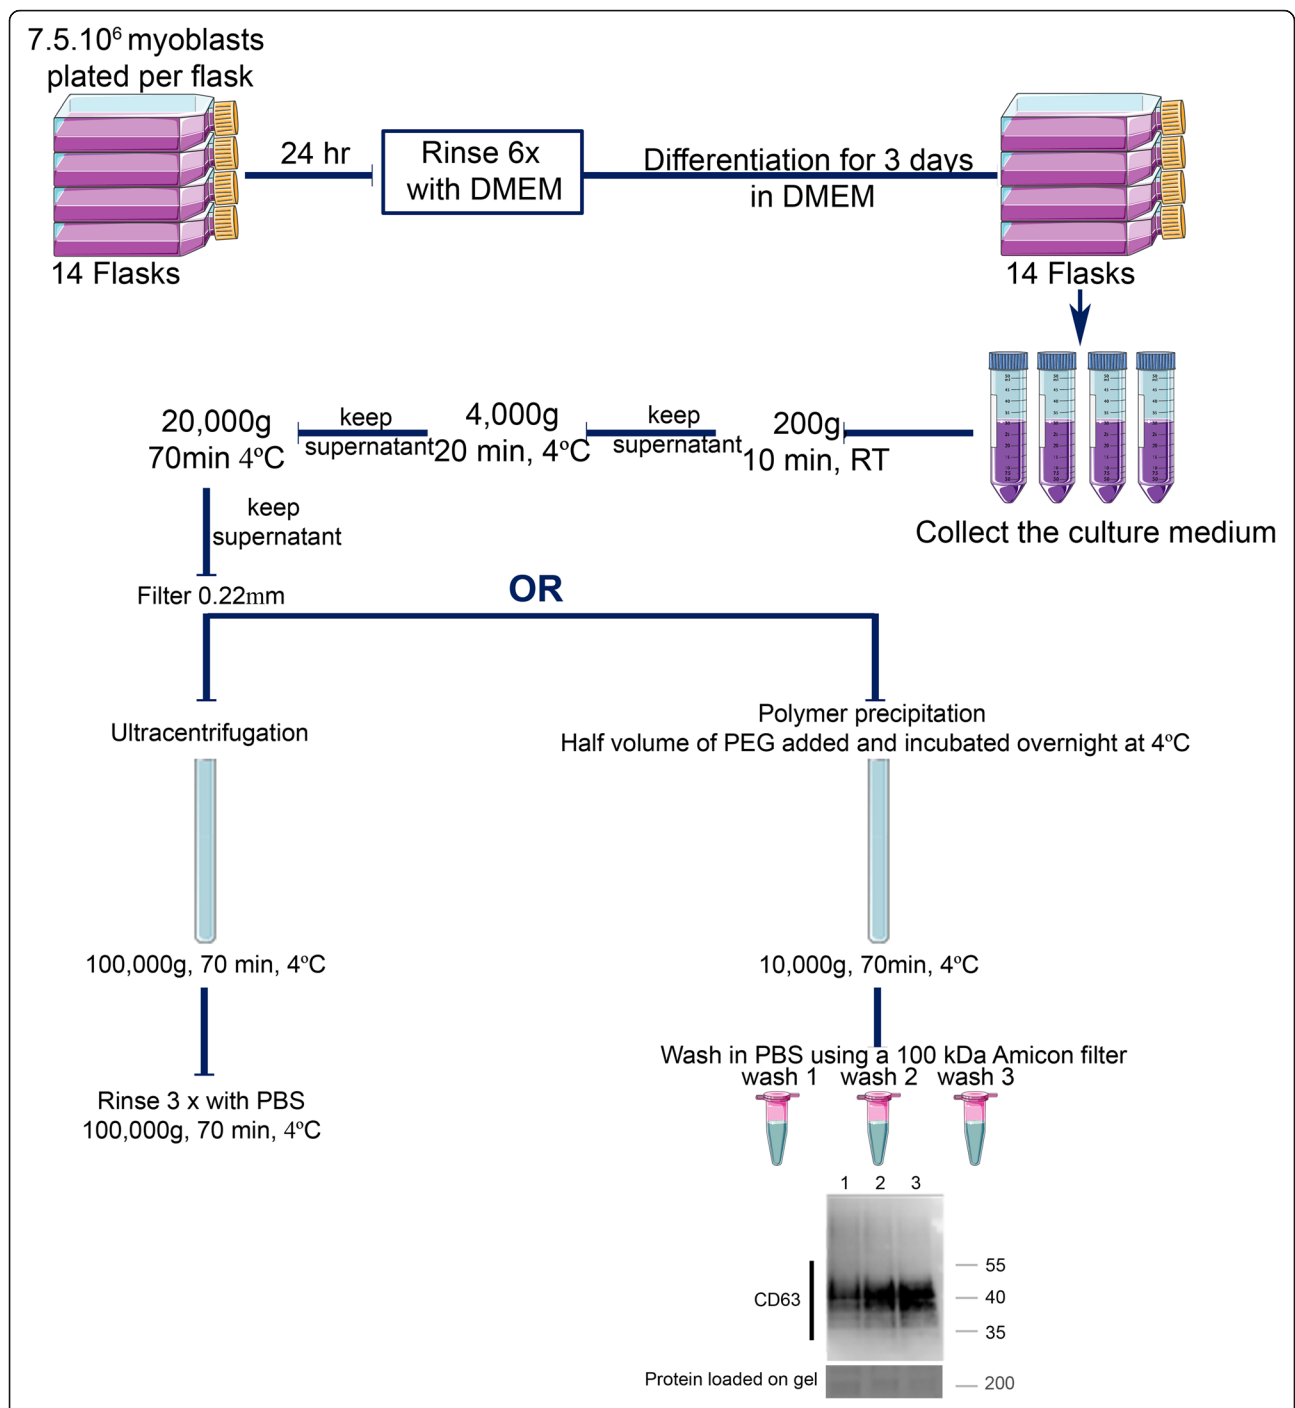 7.5.10⁶ myoblasts
plated per flask
14 Flasks
24 hr
Rinse 6x
with DMEM
Differentiation for 3 days
in DMEM
14 Flasks
Collect the culture medium
200g
10 min, RT
keep
supernatant
4,000g
20 min, 4ºC
keep
supernatant
20,000g
70min 4ºC
keep
supernatant
Filter 0.22mm
OR
Ultracentrifugation
100,000g, 70 min, 4ºC
Rinse 3 x with PBS
100,000g, 70 min, 4ºC
Polymer precipitation
Half volume of PEG added and incubated overnight at 4ºC
10,000g, 70min, 4ºC
Wash in PBS using a 100 kDa Amicon filter
wash 1 wash 2 wash 3
1 2 3
CD63
55
40
35
Protein loaded on gel
200